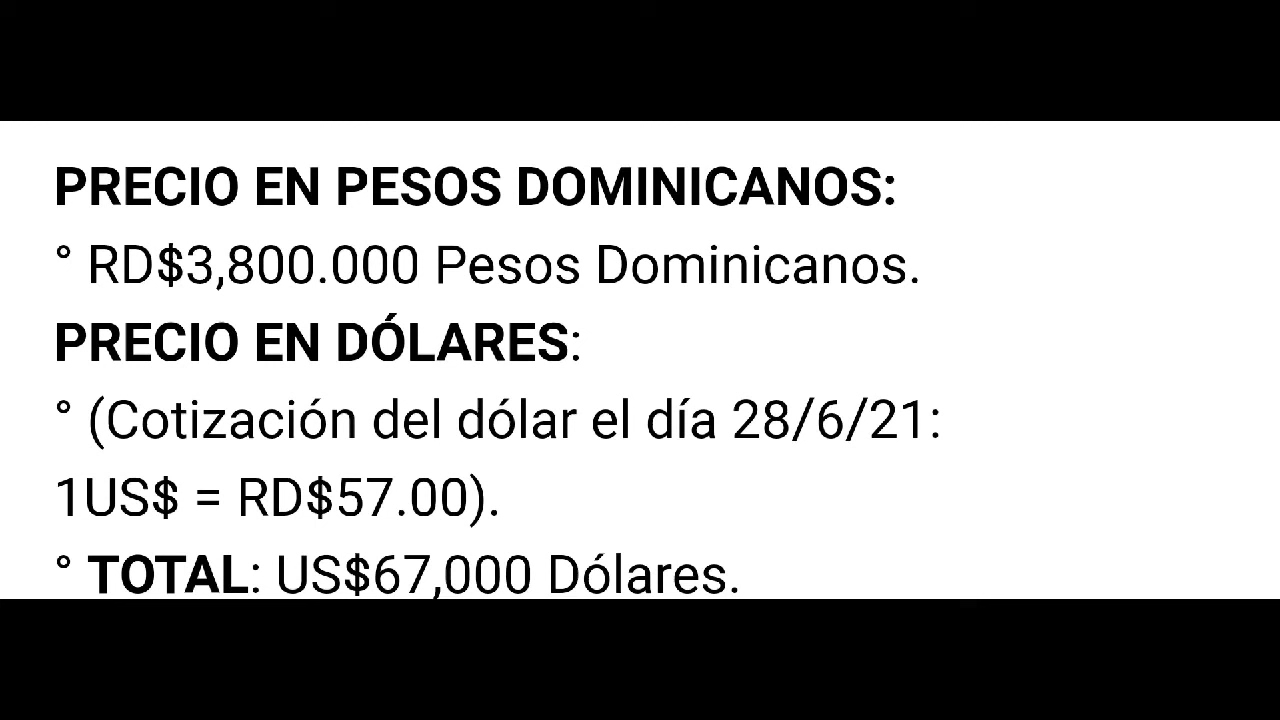 PRECIO EN PESOS DOMINICANOS:
° RD$3,800.000 Pesos Dominicanos.
PRECIO EN DÓLARES:
° (Cotización del dólar el día 28/6/21:
1US$ = RD$57.00).
° TOTAL: US$67,000 Dólares.